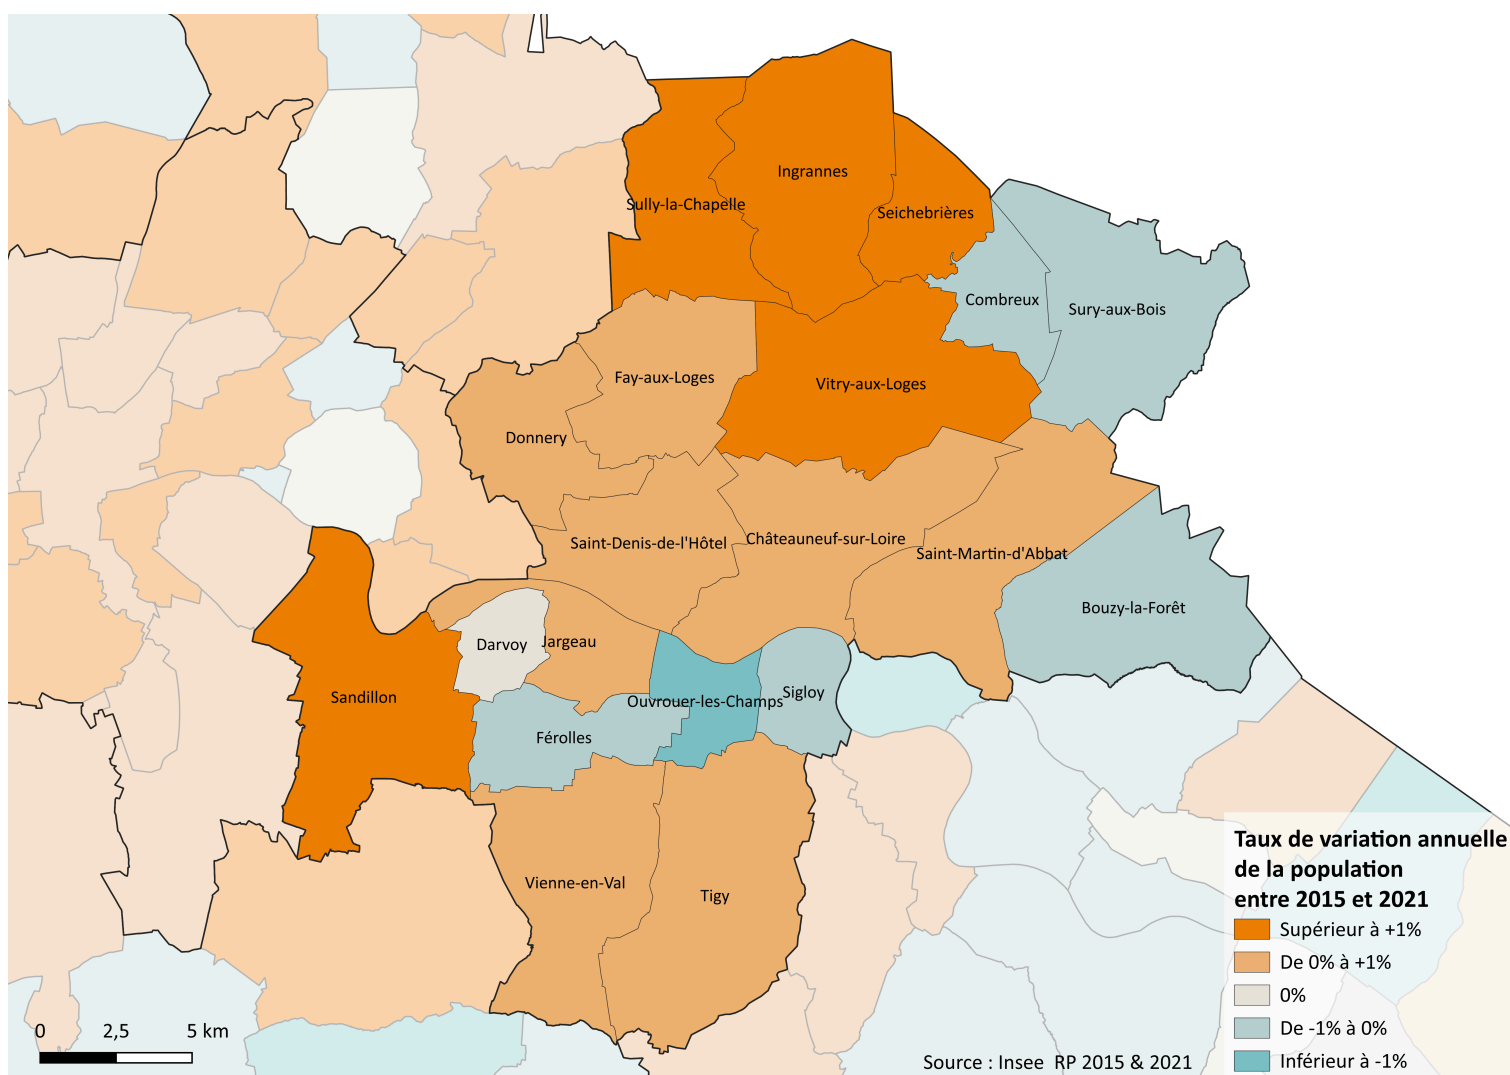 Ingrannes
Sully-la-Chapelle
Seichebrières
Combreux
Sury-aux-Bois
Fay-aux-Loges
Vitry-aux-Loges
Donnery
Saint-Denis-de-l'Hôtel
Châteauneuf-sur-Loire
Saint-Martin-d'Abbat
Bouzy-la-Forêt
Darvoy
Jargeau
Sandillon
Ouvrouer-les-Champs
Sigloy
Férolles
Vienne-en-Val
Tigy
Taux de variation annuelle
de la population
entre 2015 et 2021
Supérieur à +1%
De 0% à +1%
0%
De -1% à 0%
Inférieur à -1%
0 2,5 5 km
Source : Insee RP 2015 & 2021